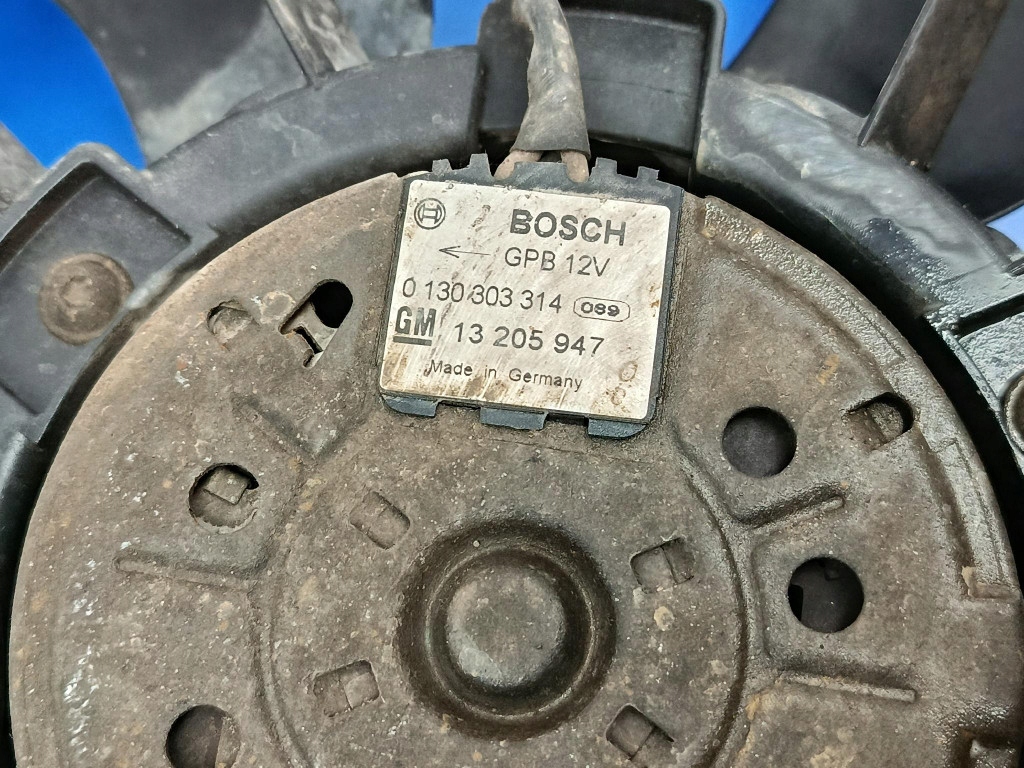 BOSCH
← GPB 12V
0 130 303 314 089
GM 13 205 947
Made in Germany